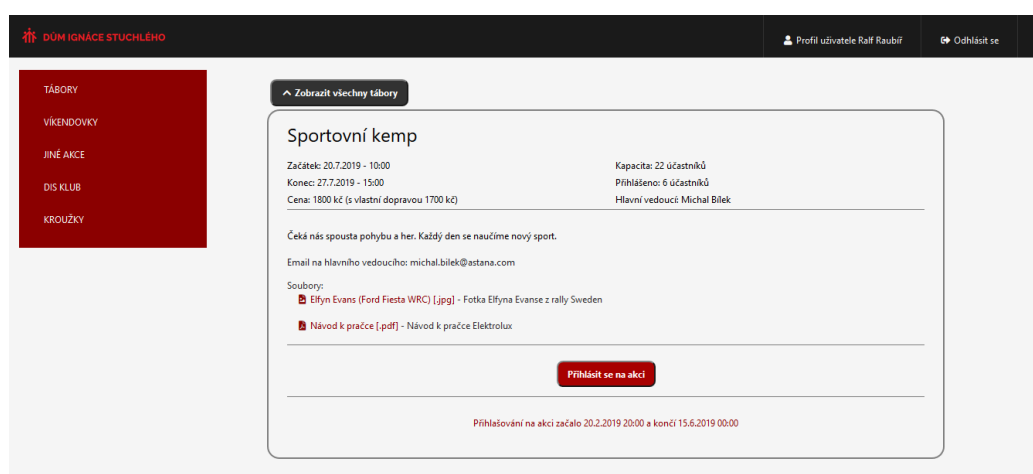 DŮM IGNÁCE STUCHLÉHO
Profil uživatele Ralf Raubíř
Odhlásit se
TÁBORY
VÍKENDOVKY
JINÉ AKCE
DIS KLUB
KROUŽKY
Zobrazit všechny tábory
Sportovní kemp
Začátek: 20.7.2019 - 10:00
Konec: 27.7.2019 - 15:00
Cena: 1800 kč (s vlastní dopravou 1700 kč)
Kapacita: 22 účastníků
Přihlášeno: 6 účastníků
Hlavní vedoucí: Michal Bílek
Čeká nás spousta pohybu a her. Každý den se naučíme nový sport.
Email na hlavního vedoucího: michal.bilek@astana.com
Soubory:
Elfyn Evans (Ford Fiesta WRC) [.jpg] - Fotka Elfyna Evanse z rally Sweden
Návod k pračce [.pdf] - Návod k pračce Elektrolux
Přihlásit se na akci
Přihlašování na akci začalo 20.2.2019 20:00 a končí 15.6.2019 00:00